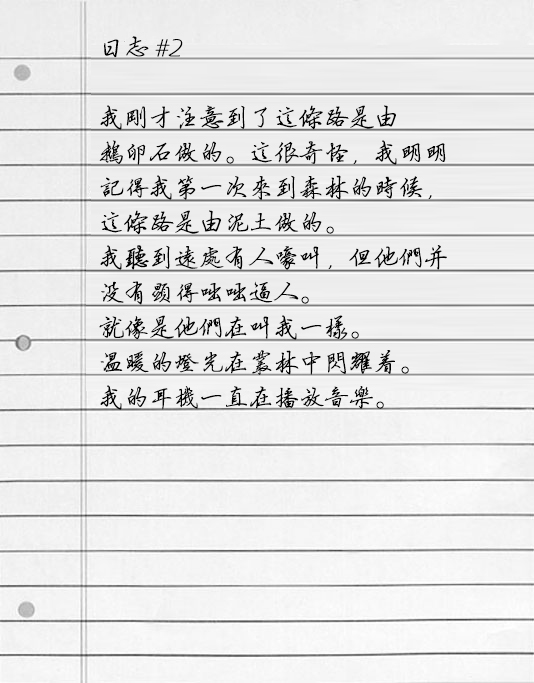 日志 #2
我剛才注意到了這條路是由
鵝卵石做的。這很奇怪，我明明
記得我第一次來到森林的時候，
這條路是由泥土做的。
我聽到遠處有人嚎叫，但他們并
没有顯得咄咄逼人。
就像是他們在叫我一樣。
温暖的燈光在叢林中閃耀着。
我的耳機一直在播放音樂。